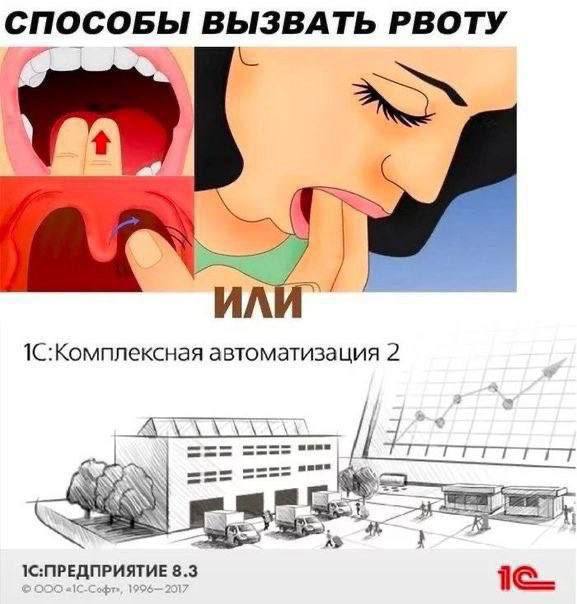 СПОСОБЫ ВЫЗВАТЬ РВОТУ
ИЛИ
1С:Комплексная автоматизация 2
1С:ПРЕДПРИЯТИЕ 8.3
© ООО «1С-Софт», 1996–2017
1С